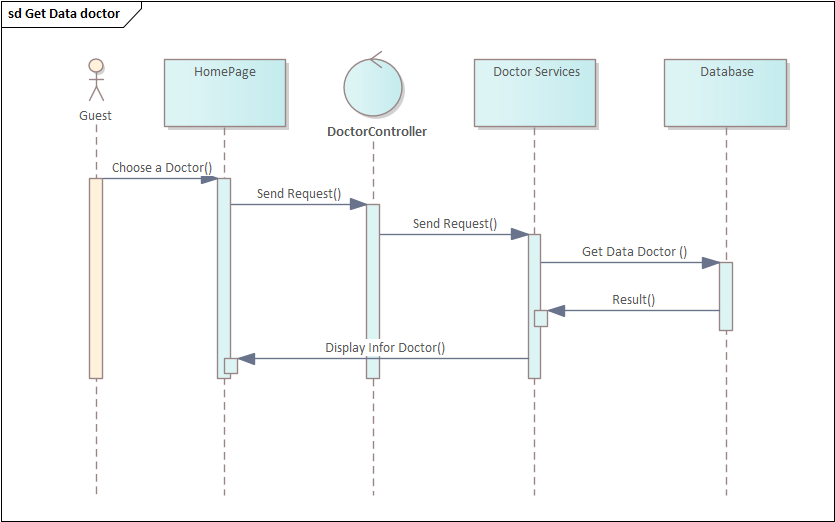 sd Get Data doctor
Guest
HomePage
DoctorController
Doctor Services
Database
Choose a Doctor()
Send Request()
Send Request()
Get Data Doctor ()
Result()
Display Infor Doctor()